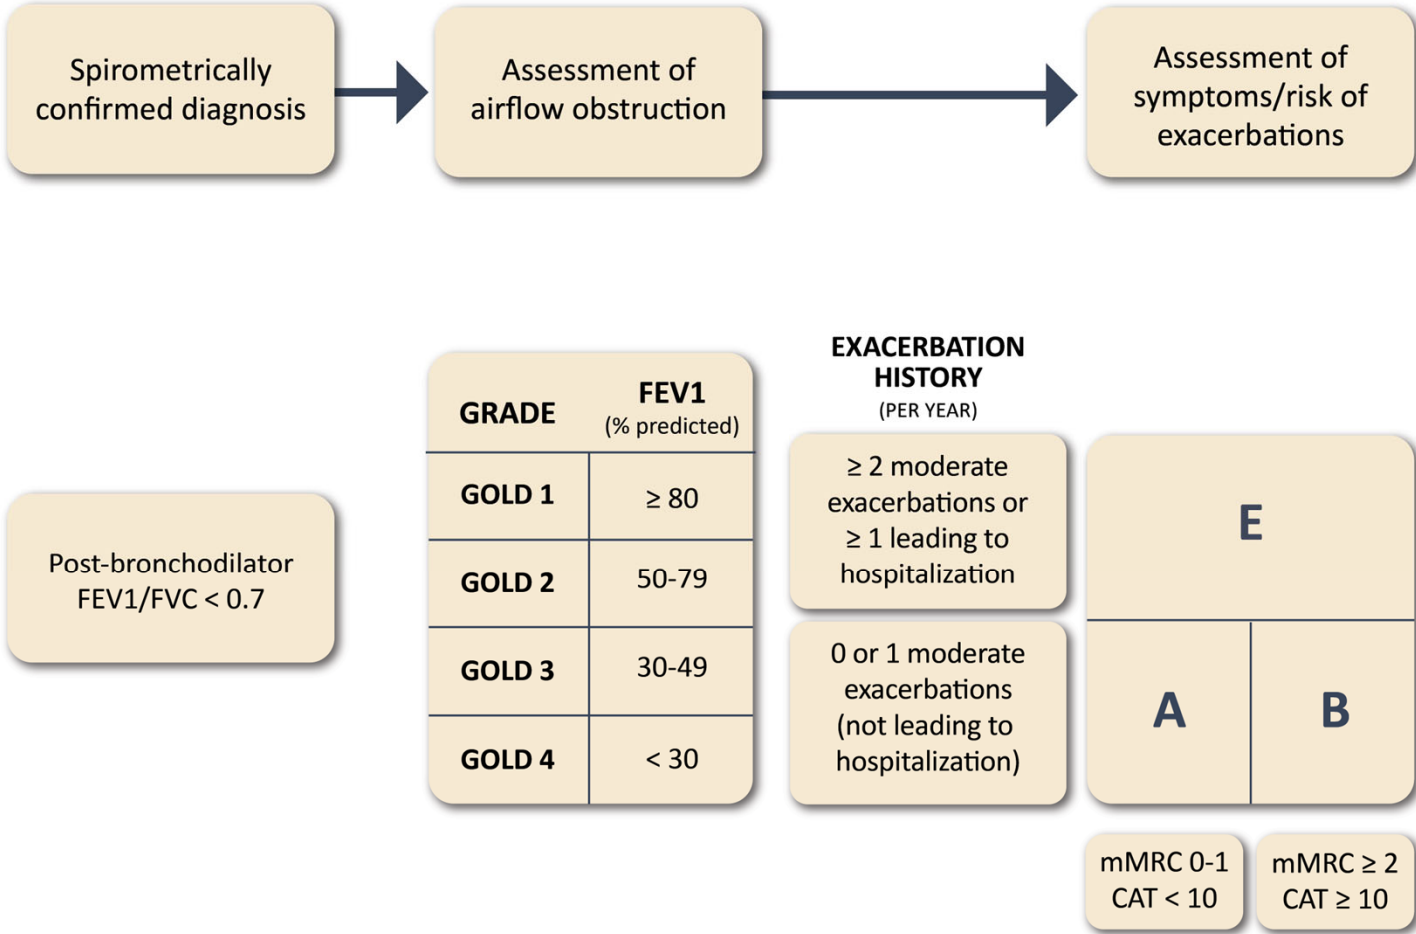 Spirometrically
confirmed diagnosis
Assessment of
airflow obstruction
Assessment of
symptoms/risk of
exacerbations
Post-bronchodilator
FEV1/FVC < 0.7
GRADE
FEV1
(% predicted)
GOLD 1
≥ 80
GOLD 2
50-79
GOLD 3
30-49
GOLD 4
< 30
EXACERBATION
HISTORY
(PER YEAR)
≥ 2 moderate
exacerbations or
≥ 1 leading to
hospitalization
0 or 1 moderate
exacerbations
(not leading to
hospitalization)
E
A
B
mMRC 0-1
CAT < 10
mMRC ≥ 2
CAT ≥ 10